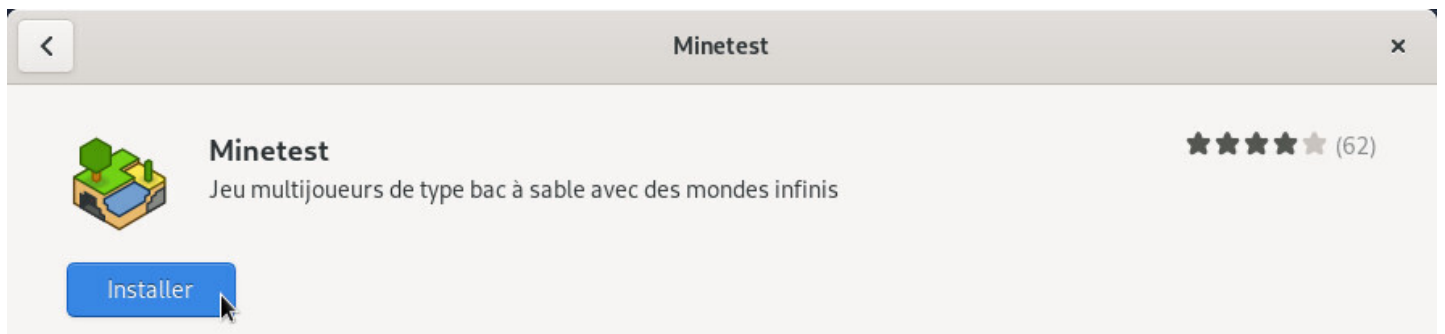 Minetest
Minetest
(62)
Jeu multijoueurs de type bac à sable avec des mondes infinis
Installer